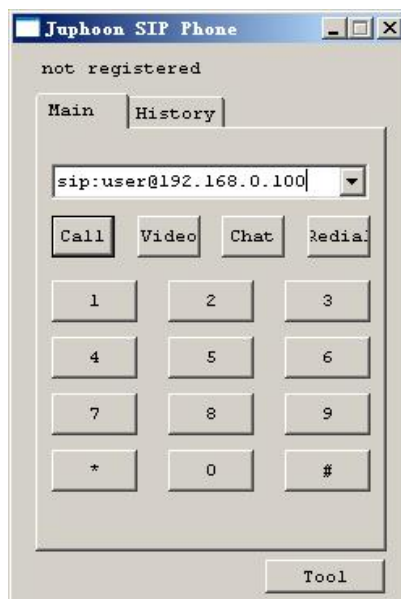 Juphoon SIP Phone
not registered
Main History
sip:user@192.168.0.100
Call Video Chat Redial
1 2 3
4 5 6
7 8 9
* 0 #
Tool